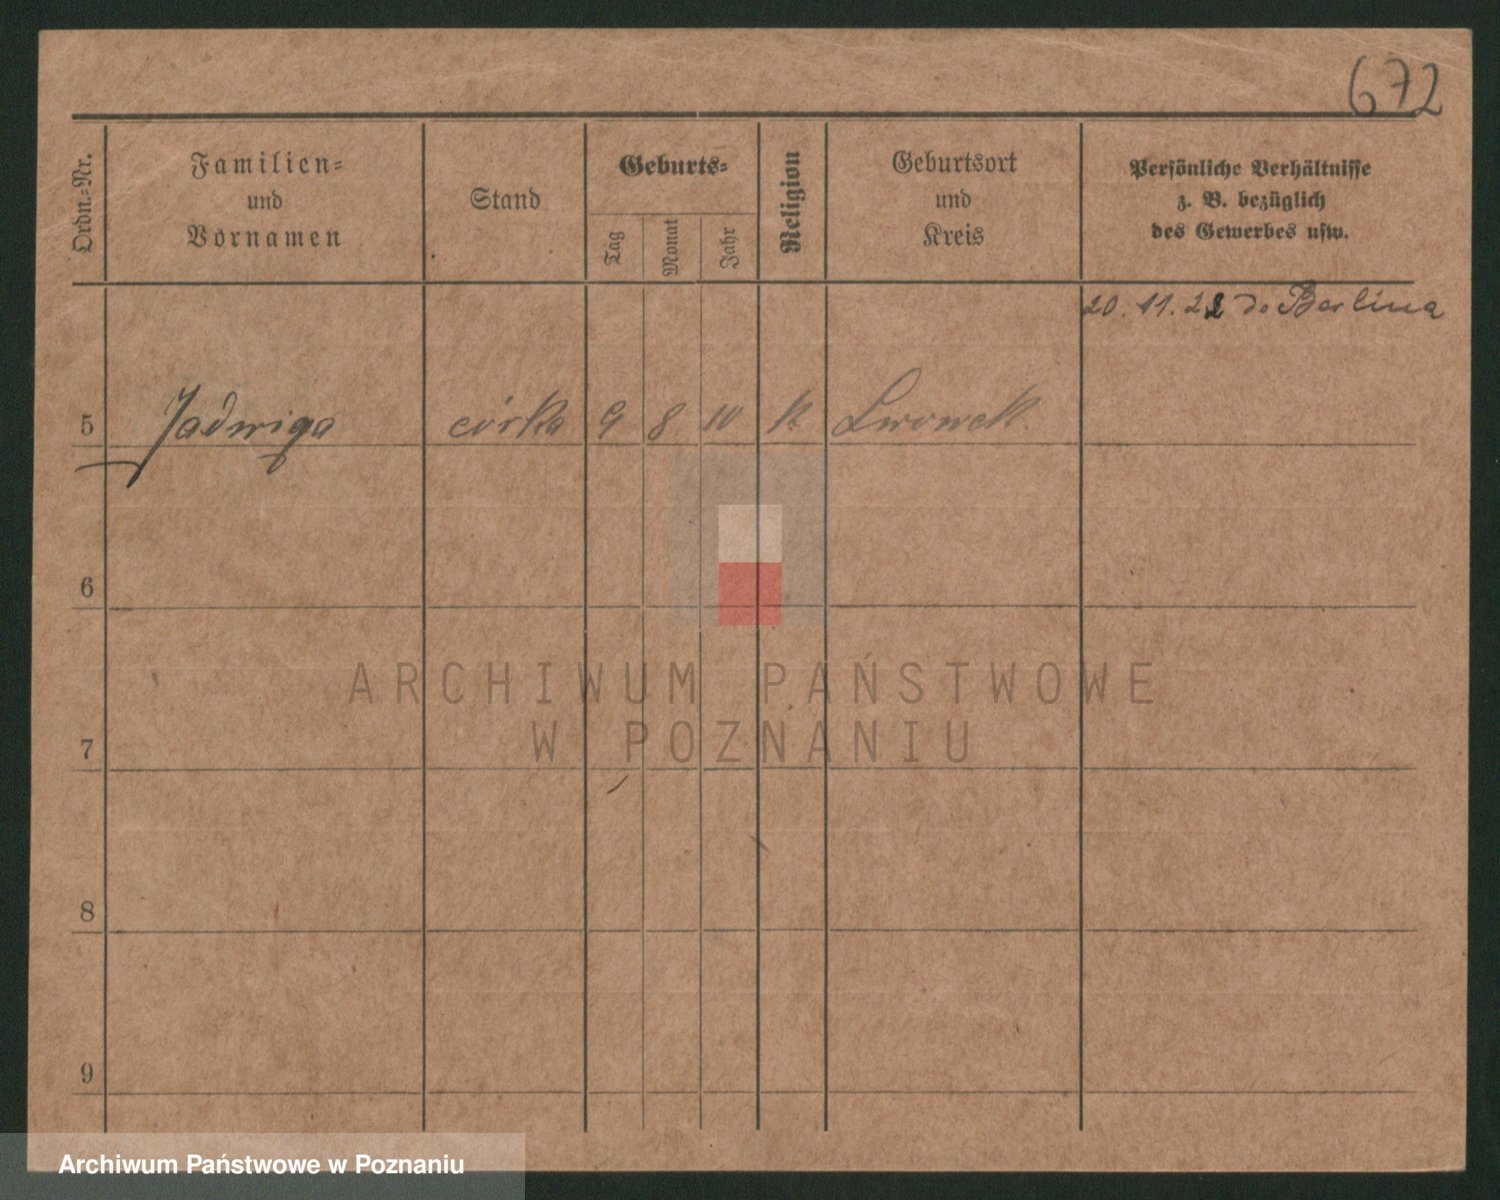 672
Ordn.-Nr.
Familien-
und
Vornamen
Stand
Geburts-
Tag
Monat
Jahr
Religion
Geburtsort
und
Kreis
Persönliche Verhältnisse
z. B. bezüglich
des Gewerbes usw.
20. 11. 22 do Berlina
5 Jadwiga córka 9 8 10 k Lwowek.
6
7
8
9
ARCHIWUM PAŃSTWOWE
W POZNANIU
Archiwum Państwowe w Poznaniu